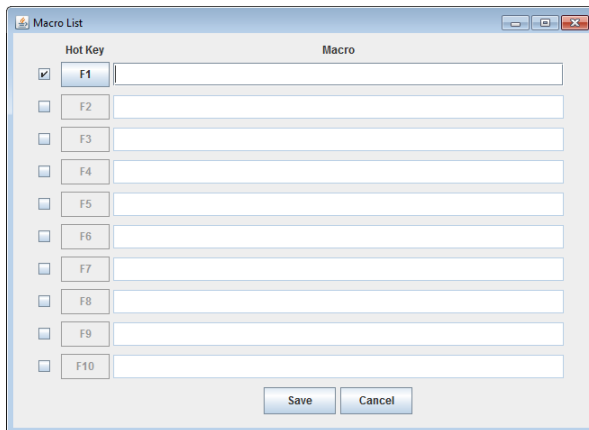 Macro List
Hot Key Macro
F1
F2
F3
F4
F5
F6
F7
F8
F9
F10
Save Cancel